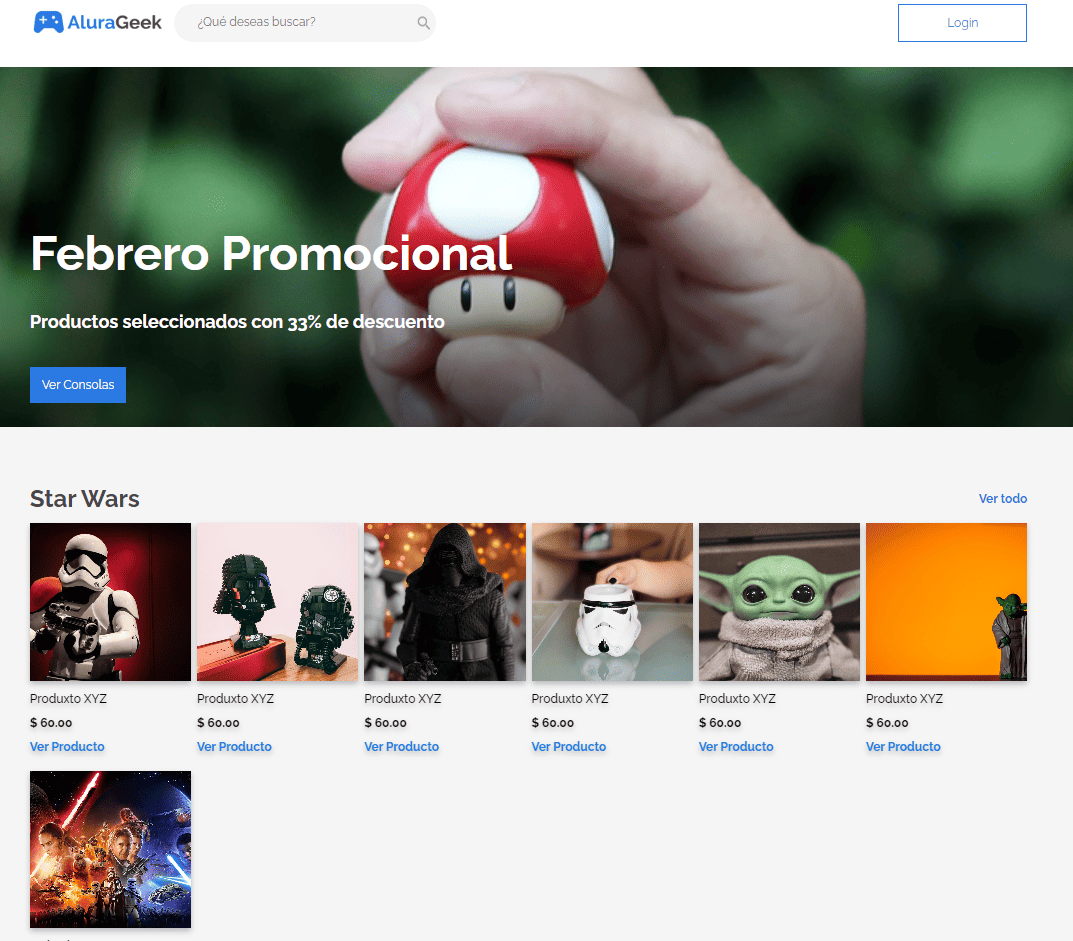 AluraGeek
¿Qué deseas buscar?
Login
Febrero Promocional
Productos seleccionados con 33% de descuento
Ver Consolas
Star Wars
Ver todo
Produxto XYZ
$ 60.00
Ver Producto
Produxto XYZ
$ 60.00
Ver Producto
Produxto XYZ
$ 60.00
Ver Producto
Produxto XYZ
$ 60.00
Ver Producto
Produxto XYZ
$ 60.00
Ver Producto
Produxto XYZ
$ 60.00
Ver Producto